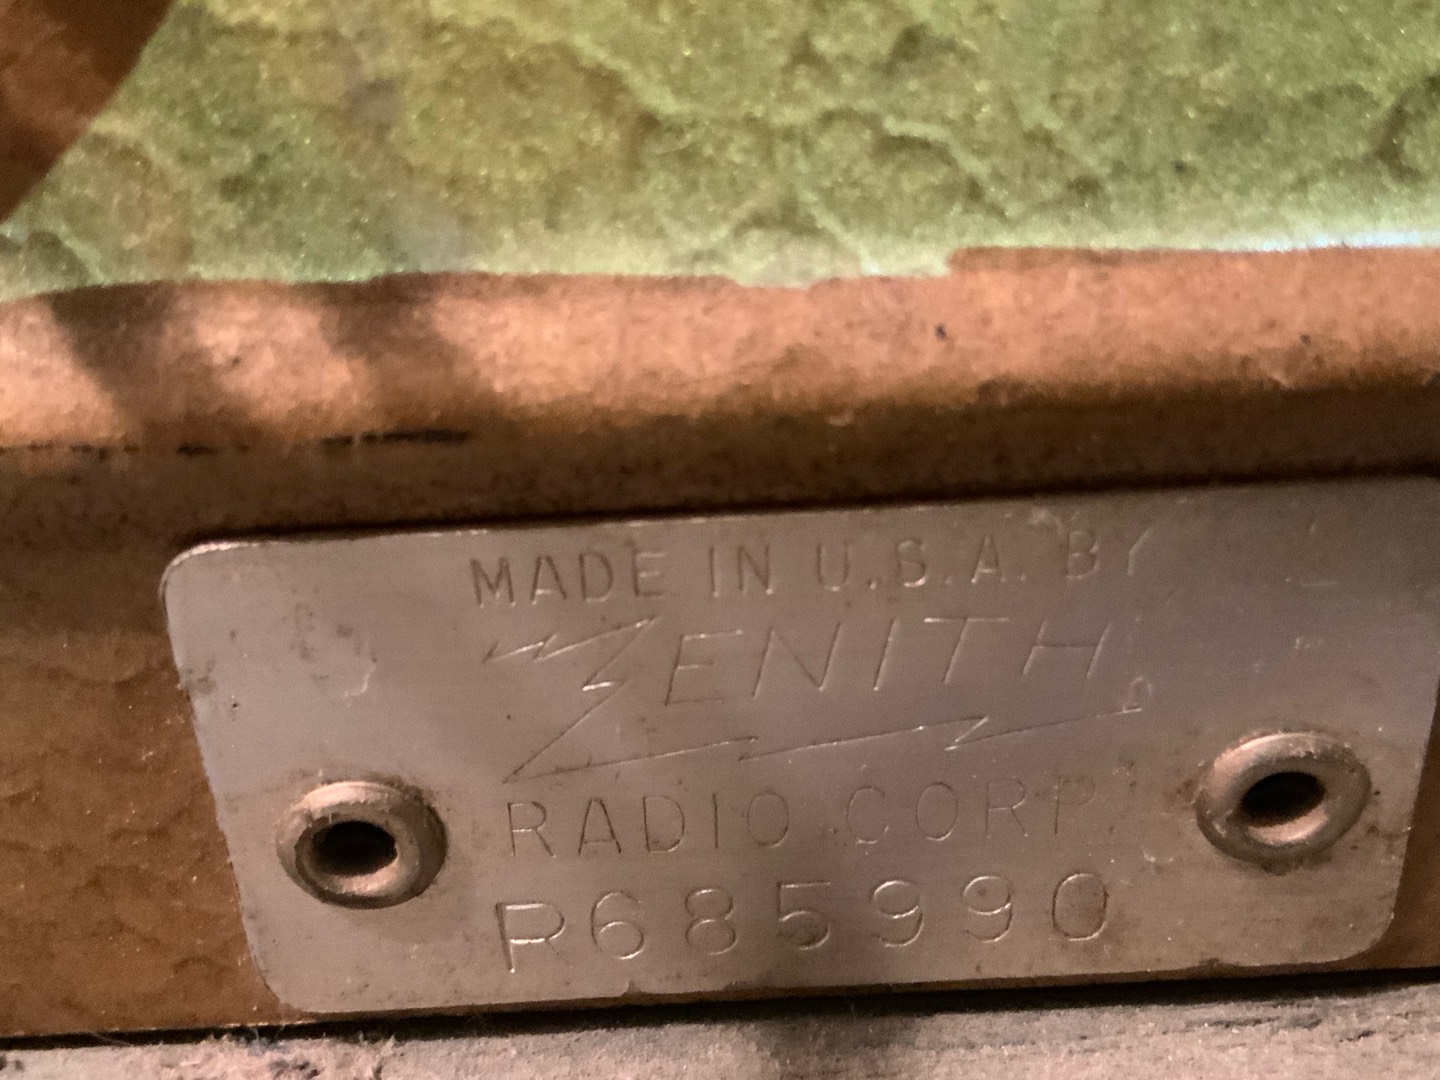 MADE IN U.S.A. BY
ZENITH
RADIO CORP.
R685990